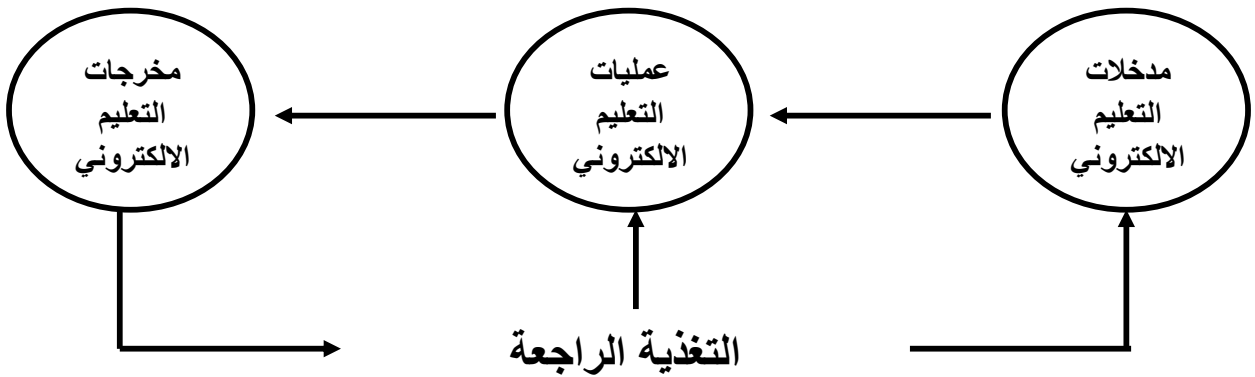 مدخلات
التعليم
الالكتروني
عمليات
التعليم
الالكتروني
مخرجات
التعليم
الالكتروني
التغذية الراجعة